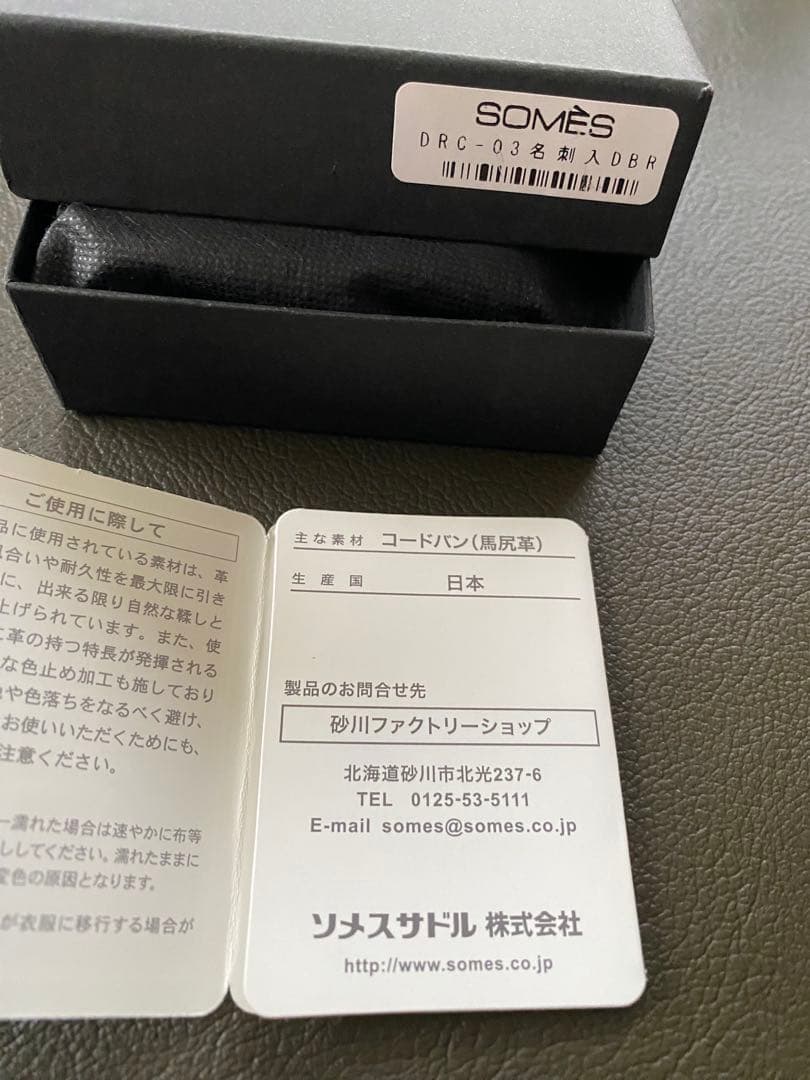 SOMÈS
DRC-03名刺入DBR
ご使用に際して
品に使用されている素材は、革
合いや耐久性を最大限に引き
に、出来る限り自然な鞣しと
上げられています。また、使
に革の持つ特長が発揮される
な色止め加工も施しており
や色落ちをなるべく避け、
お使いいただくためにも、
注意ください。
一濡れた場合は速やかに布等
してください。濡れたままに
変色の原因となります。
が衣服に移行する場合が
主な素材 コードバン(馬尻革)
生産国 日本
製品のお問合せ先
砂川ファクトリーショップ
北海道砂川市北光237-6
TEL 0125-53-5111
E-mail somes@somes.co.jp
ソメスサドル 株式会社
http://www.somes.co.jp